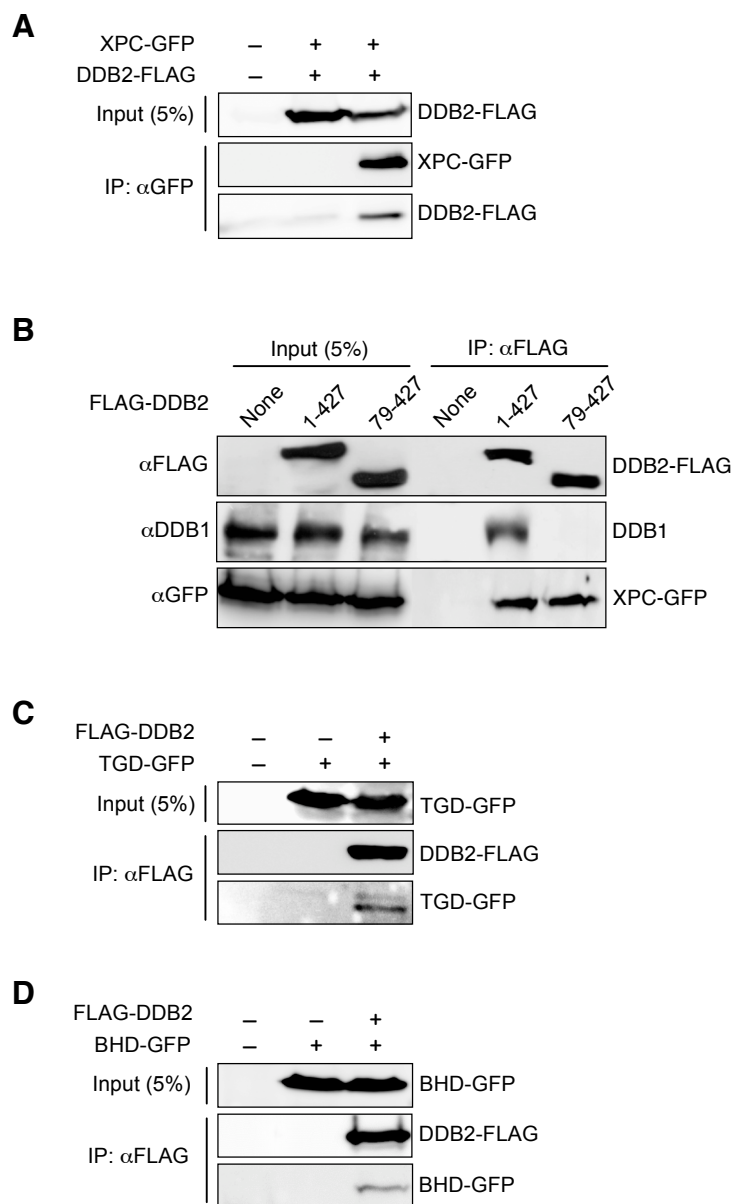 A
XPC-GFP – + +
DDB2-FLAG – + +
Input (5%) DDB2-FLAG
IP: αGFP XPC-GFP
DDB2-FLAG
B
Input (5%) IP: αFLAG
FLAG-DDB2 None 1-427 79-427 None 1-427 79-427
αFLAG DDB2-FLAG
αDDB1 DDB1
αGFP XPC-GFP
C
FLAG-DDB2 – – +
TGD-GFP – + +
Input (5%) TGD-GFP
IP: αFLAG DDB2-FLAG
TGD-GFP
D
FLAG-DDB2 – – +
BHD-GFP – + +
Input (5%) BHD-GFP
IP: αFLAG DDB2-FLAG
BHD-GFP